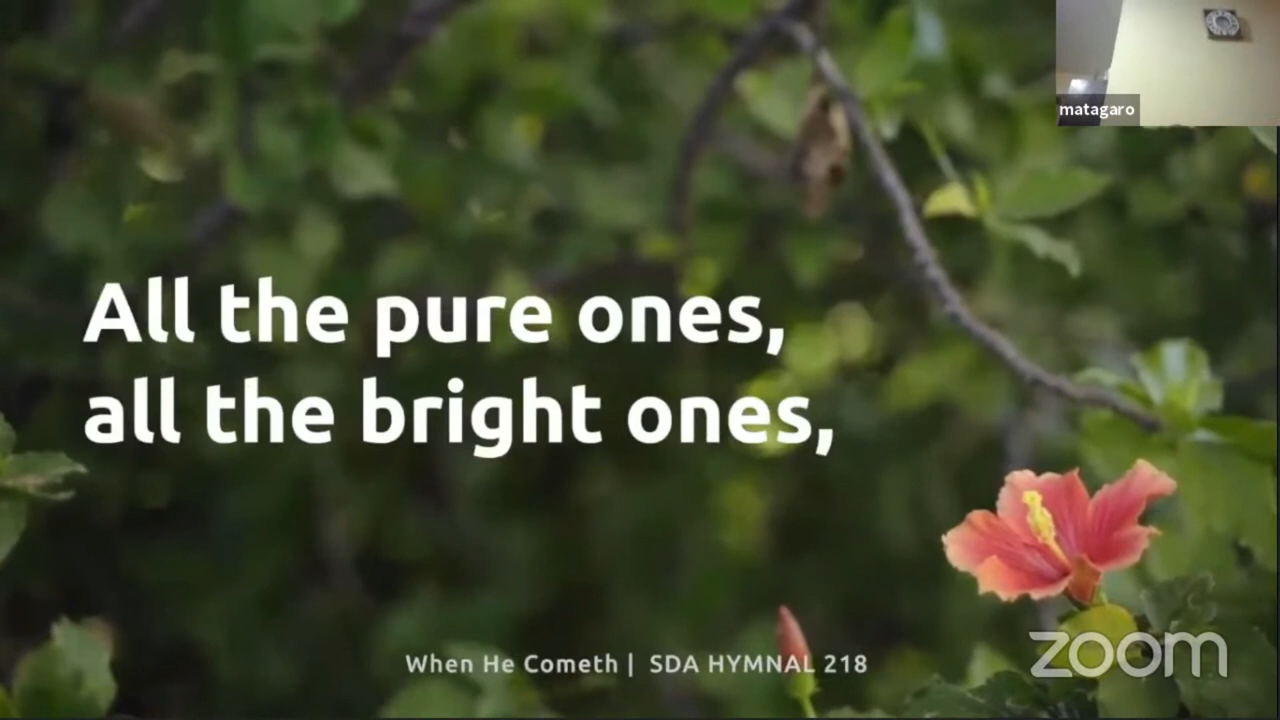 matagaro
All the pure ones,
all the bright ones,
When He Cometh | SDA HYMNAL 218
zoom